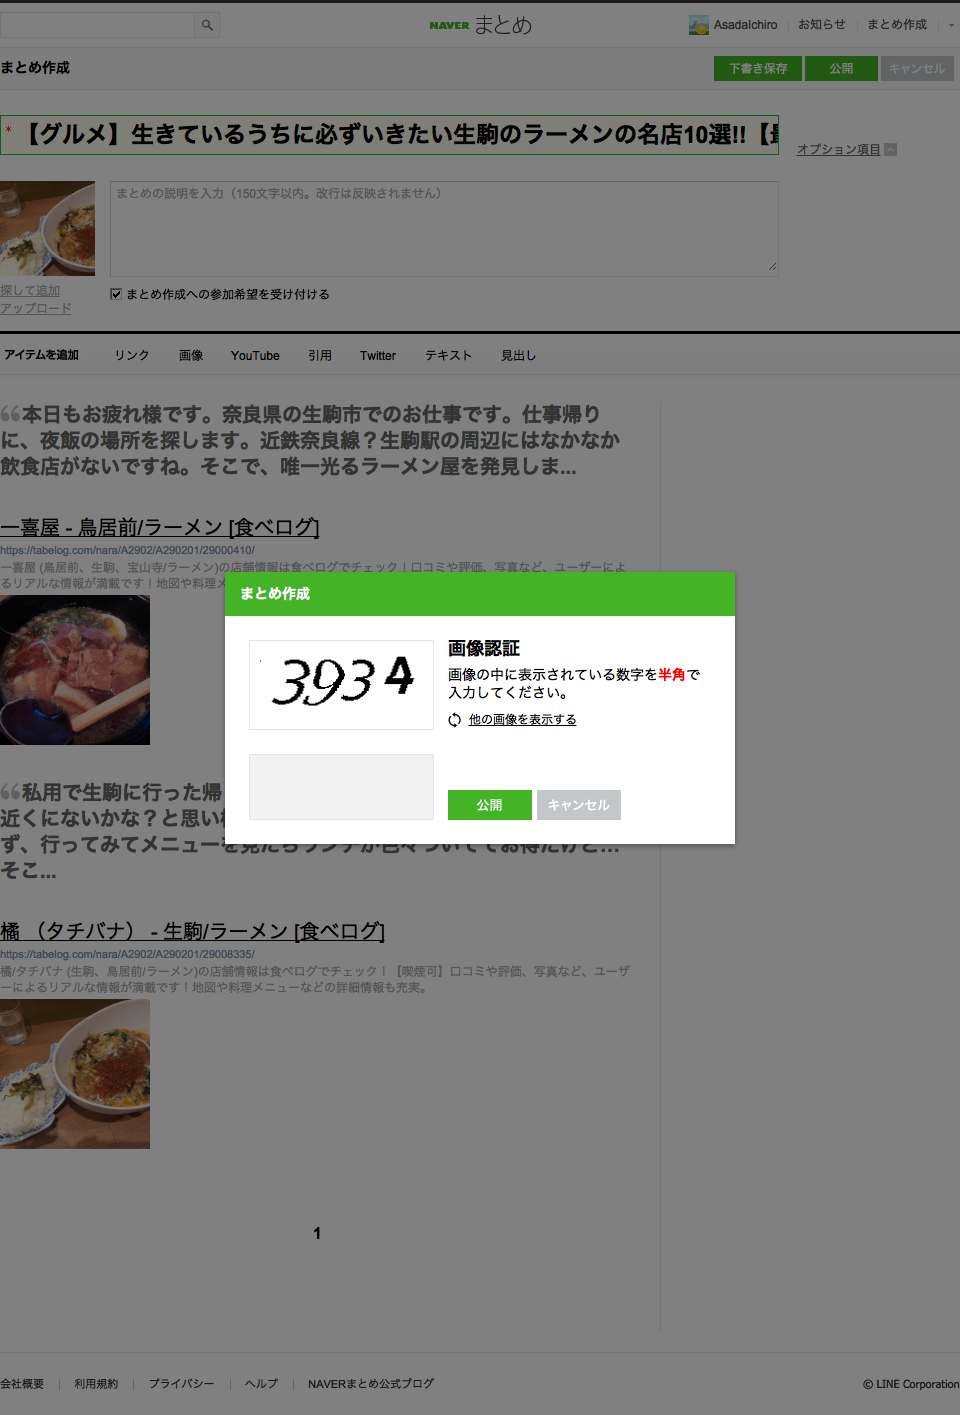 NAVER まとめ
AsadaIchiro
お知らせ
まとめ作成
まとめ作成
下書き保存
公開
キャンセル
* 【グルメ】生きているうちに必ずいきたい生駒のラーメンの名店10選!!【
オプション項目
まとめの説明を入力（150文字以内。改行は反映されません）
探して追加
アップロード
まとめ作成への参加希望を受け付ける
アイテムを追加
リンク
画像
YouTube
引用
Twitter
テキスト
見出し
本日もお疲れ様です。奈良県の生駒市でのお仕事です。仕事帰り
に、夜飯の場所を探します。近鉄奈良線？生駒駅の周辺にはなかなか
飲食店がないですね。そこで、唯一光るラーメン屋を発見しま...
一喜屋 - 鳥居前/ラーメン [食べログ]
https://tabelog.com/nara/A2902/A290201/29000410/
一喜屋 (鳥居前、生駒、宝山寺/ラーメン)の店舗情報は食べログでチェック！口コミや評価、写真など、ユーザーによ
るリアルな情報が満載です！地図や料理メ
まとめ作成
3934
画像認証
画像の中に表示されている数字を半角で
入力してください。
他の画像を表示する
公開
キャンセル
私用で生駒に行った帰
近くにないかな？と思い
ず、行ってみてメニューを見たらランチが色々ついててお得だけど...
そこ...
橘 （タチバナ） - 生駒/ラーメン [食べログ]
https://tabelog.com/nara/A2902/A290201/29008335/
橘/タチバナ (生駒、鳥居前/ラーメン)の店舗情報は食べログでチェック！【喫煙可】口コミや評価、写真など、ユーザ
ーによるリアルな情報が満載です！地図や料理メニューなどの詳細情報も充実。
1
会社概要
利用規約
プライバシー
ヘルプ
NAVERまとめ公式ブログ
© LINE Corporation